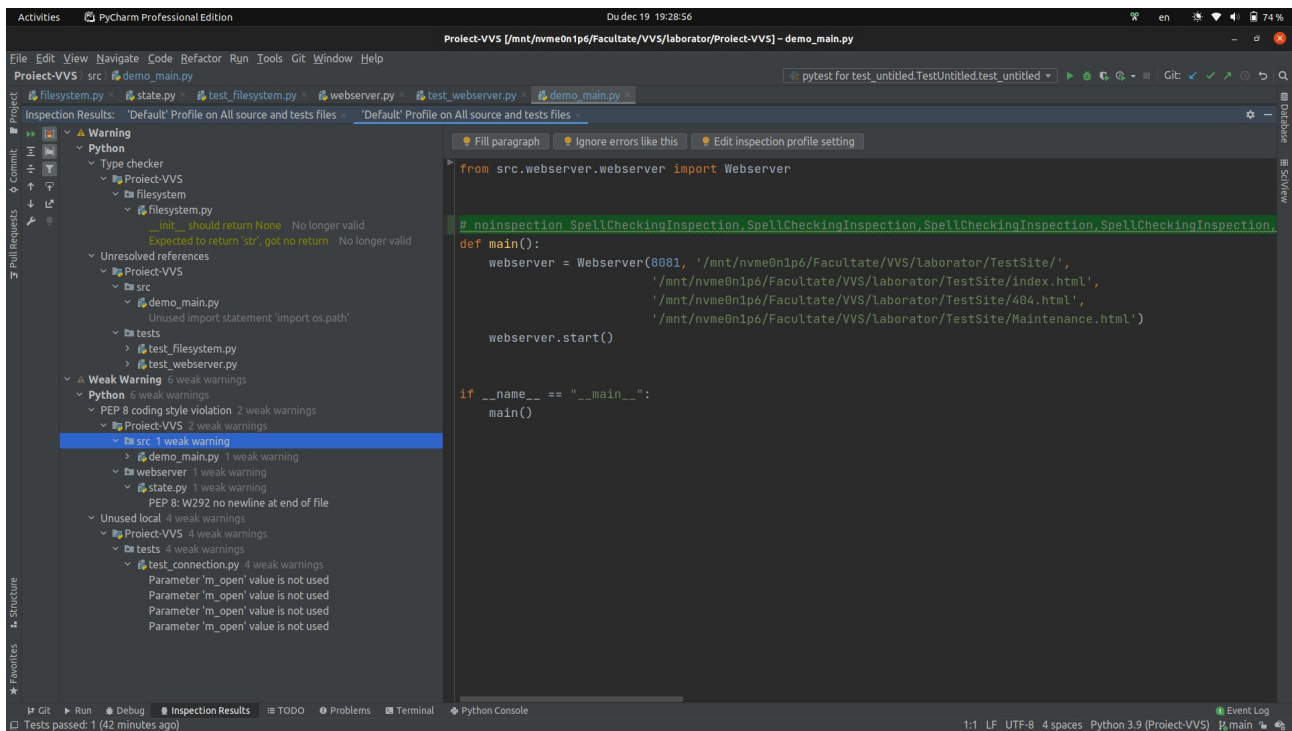 Activities PyCharm Professional Edition Du dec 19 19:28:56 en 74 %
Proiect-VVS [/mnt/nvme0n1p6/Facultate/VVS/laborator/Proiect-VVS] – demo_main.py
File Edit View Navigate Code Refactor Run Tools Git Window Help
Proiect-VVS src demo_main.py pytest for test_untitled.TestUntitled.test_untitled Git:
filesystem.py state.py test_filesystem.py webserver.py test_webserver.py demo_main.py
Inspection Results: 'Default' Profile on All source and tests files 'Default' Profile on All source and tests files
Project
Commit
Pull Requests
Structure
Favorites
Warning
Python
Type checker
Proiect-VVS
filesystem
filesystem.py
__init__ should return None No longer valid
Expected to return 'str', got no return No longer valid
Unresolved references
Proiect-VVS
src
demo_main.py
Unused import statement 'import os.path'
tests
test_filesystem.py
test_webserver.py
Weak Warning 6 weak warnings
Python 6 weak warnings
PEP 8 coding style violation 2 weak warnings
Proiect-VVS 2 weak warnings
src 1 weak warning
demo_main.py 1 weak warning
webserver 1 weak warning
state.py 1 weak warning
PEP 8: W292 no newline at end of file
Unused local 4 weak warnings
Proiect-VVS 4 weak warnings
tests 4 weak warnings
test_connection.py 4 weak warnings
Parameter 'm_open' value is not used
Parameter 'm_open' value is not used
Parameter 'm_open' value is not used
Parameter 'm_open' value is not used
Fill paragraph Ignore errors like this Edit inspection profile setting
from src.webserver.webserver import Webserver
# noinspection SpellCheckingInspection,SpellCheckingInspection,SpellCheckingInspection,SpellCheckingInspection,
def main():
webserver = Webserver(8081, '/mnt/nvme0n1p6/Facultate/VVS/laborator/TestSite/',
'/mnt/nvme0n1p6/Facultate/VVS/laborator/TestSite/index.html',
'/mnt/nvme0n1p6/Facultate/VVS/laborator/TestSite/404.html',
'/mnt/nvme0n1p6/Facultate/VVS/laborator/TestSite/Maintenance.html')
webserver.start()
if __name__ == "__main__":
main()
Database
SciView
Git Run Debug Inspection Results TODO Problems Terminal Python Console Event Log
Tests passed: 1 (42 minutes ago) 1:1 LF UTF-8 4 spaces Python 3.9 (Proiect-VVS) main